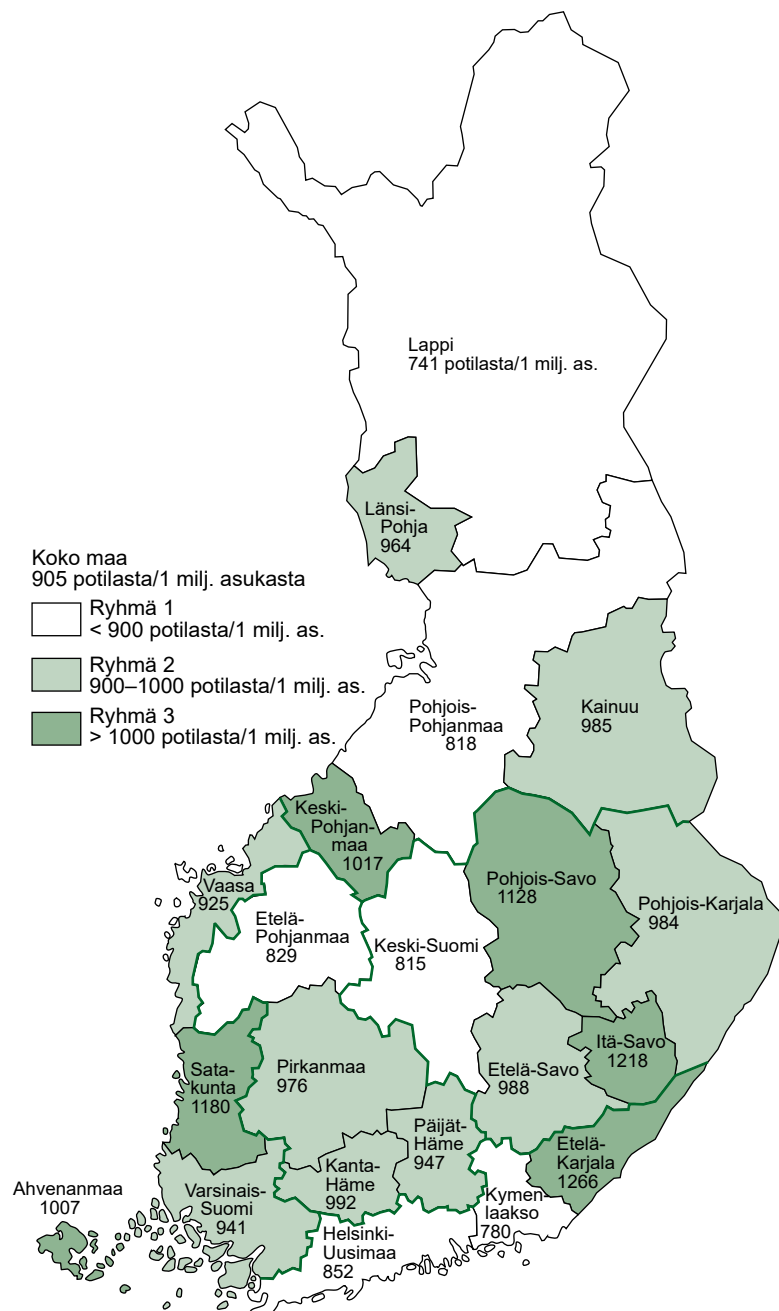 Lappi
741 potilasta/1 milj. as.
Länsi-
Pohja
964
Koko maa
905 potilasta/1 milj. asukasta
Ryhmä 1
< 900 potilasta/1 milj. as.
Ryhmä 2
900–1000 potilasta/1 milj. as.
Ryhmä 3
> 1000 potilasta/1 milj. as.
Pohjois-
Pohjanmaa
818
Kainuu
985
Keski-
Pohjan-
maa
1017
Vaasa
925
Etelä-
Pohjanmaa
829
Keski-Suomi
815
Pohjois-Savo
1128
Pohjois-Karjala
984
Sata-
kunta
1180
Pirkanmaa
976
Etelä-Savo
988
Itä-Savo
1218
Päijät-
Häme
947
Kanta-
Häme
992
Etelä-
Karjala
1266
Kymen-
laakso
780
Ahvenanmaa
1007
Varsinais-
Suomi
941
Helsinki-
Uusimaa
852